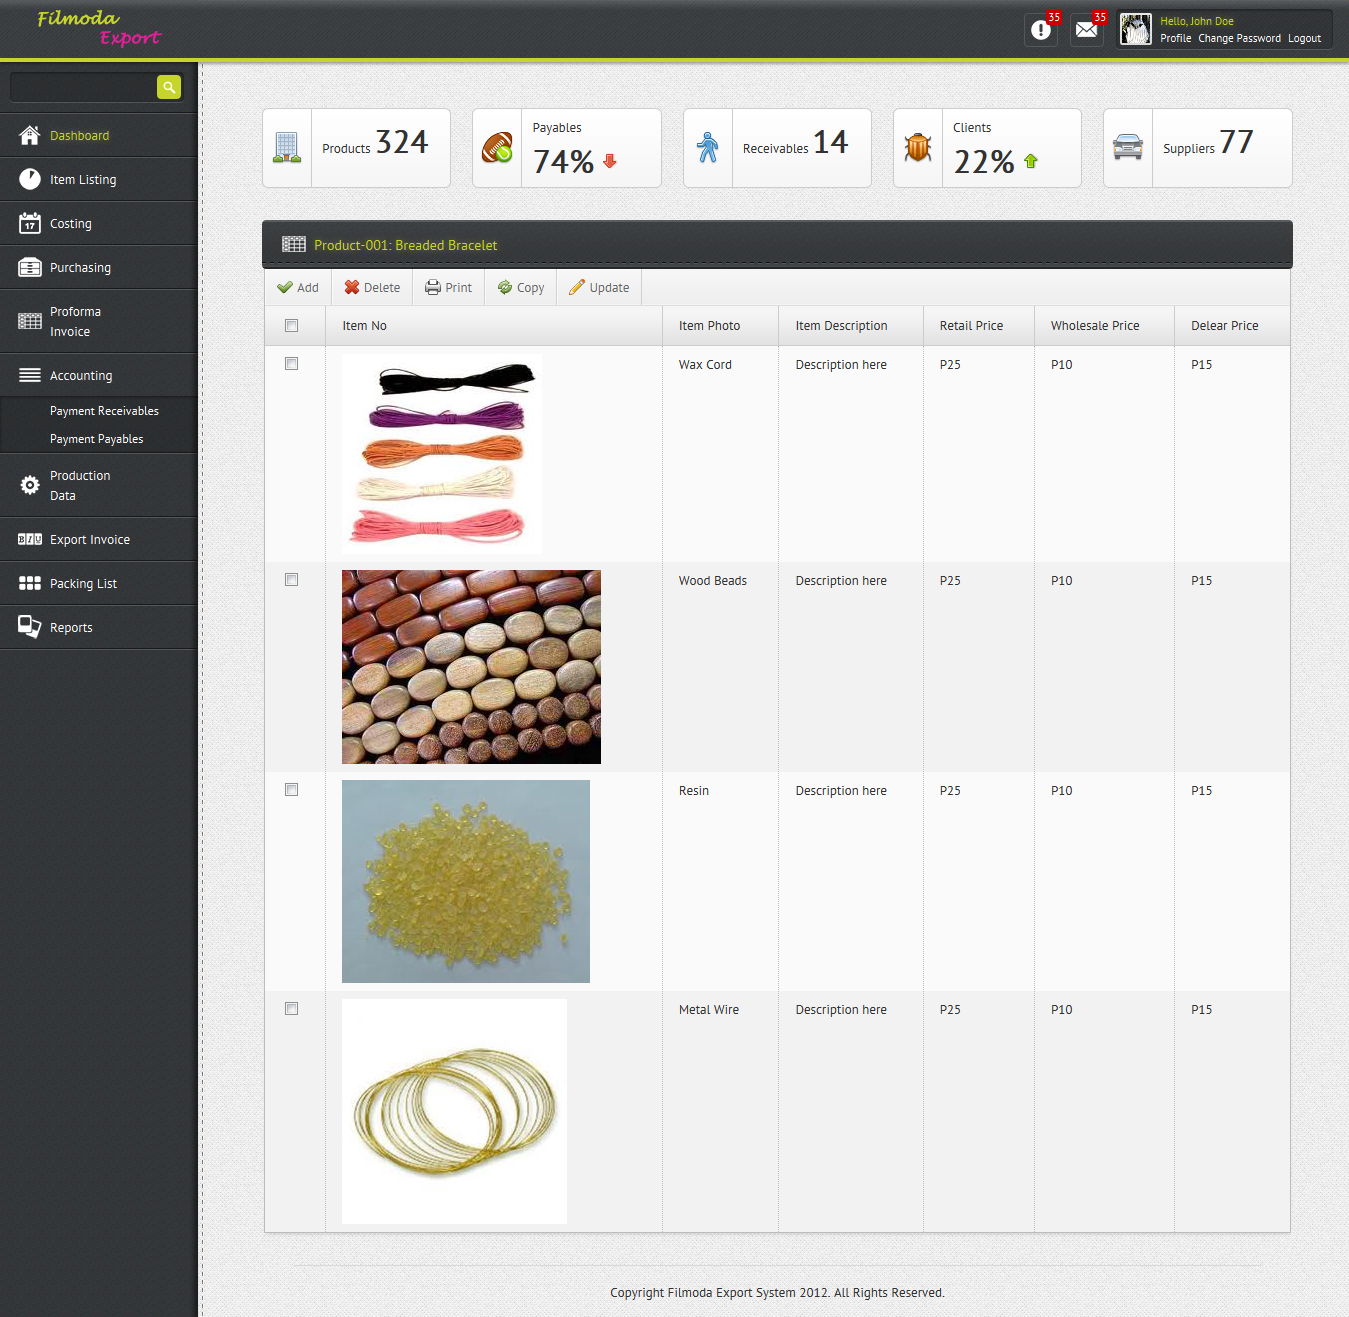 Filmoda
Export
35
35
Hello, John Doe
Profile Change Password Logout
Dashboard
Item Listing
17
Costing
Purchasing
Proforma
Invoice
Accounting
Payment Receivables
Payment Payables
Production
Data
BIU
Export Invoice
Packing List
Reports
Products 324
Payables
74%
Receivables 14
Clients
22%
Suppliers 77
Product-001: Breaded Bracelet
Add Delete Print Copy Update
Item No Item Photo Item Description Retail Price Wholesale Price Delear Price
Wax Cord Description here P25 P10 P15
Wood Beads Description here P25 P10 P15
Resin Description here P25 P10 P15
Metal Wire Description here P25 P10 P15
Copyright Filmoda Export System 2012. All Rights Reserved.